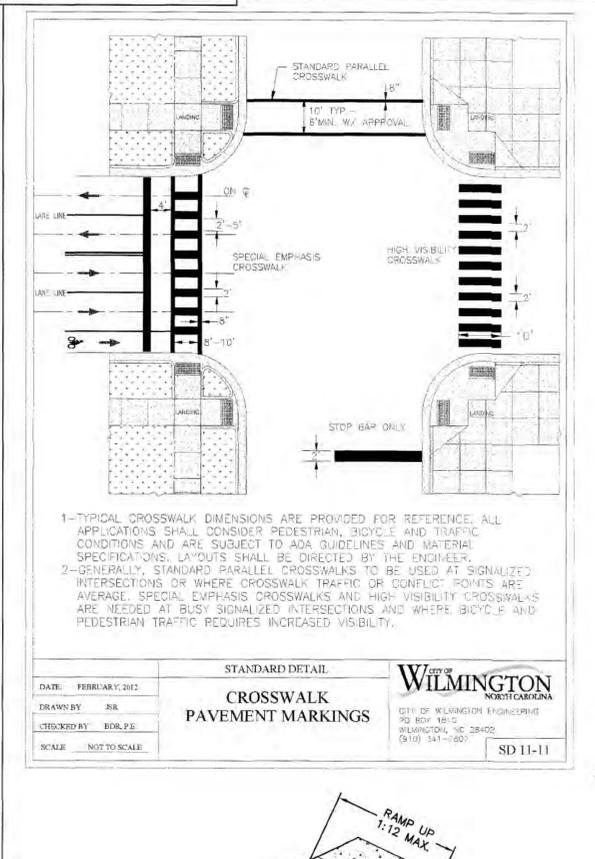 STANDARD PARALLEL
CROSSWALK
8"
10' TYP.-
6'MIN. W/ APPROVAL
LANDING
LANDING
ON ℄
4'
LANE LINE
2'-5'
SPECIAL EMPHASIS
CROSSWALK
HIGH VISIBILITY
CROSSWALK
2'
LANE LINE
2'
2'
8"
8'-10'
10'
LANDING
LANDING
STOP BAR ONLY
2'
1-TYPICAL CROSSWALK DIMENSIONS ARE PROVIDED FOR REFERENCE. ALL
APPLICATIONS SHALL CONSIDER PEDESTRIAN, BICYCLE AND TRAFFIC
CONDITIONS AND ARE SUBJECT TO ADA GUIDELINES AND MATERIAL
SPECIFICATIONS. LAYOUTS SHALL BE DIRECTED BY THE ENGINEER.
2-GENERALLY, STANDARD PARALLEL CROSSWALKS TO BE USED AT SIGNALIZED
INTERSECTIONS OR WHERE CROSSWALK TRAFFIC OR CONFLICT POINTS ARE
AVERAGE. SPECIAL EMPHASIS CROSSWALKS AND HIGH VISIBILITY CROSSWALKS
ARE NEEDED AT BUSY SIGNALIZED INTERSECTIONS AND WHERE BICYCLE AND
PEDESTRIAN TRAFFIC REQUIRES INCREASED VISIBILITY.
STANDARD DETAIL
DATE FEBRUARY, 2012
DRAWN BY JSR
CHECKED BY BDR, P.E.
SCALE NOT TO SCALE
CROSSWALK
PAVEMENT MARKINGS
CITY OF
WILMINGTON
NORTH CAROLINA
CITY OF WILMINGTON ENGINEERING
PO BOX 1810
WILMINGTON, NC 28402
(910) 341-7807
SD 11-11
RAMP UP
1:12 MAX.